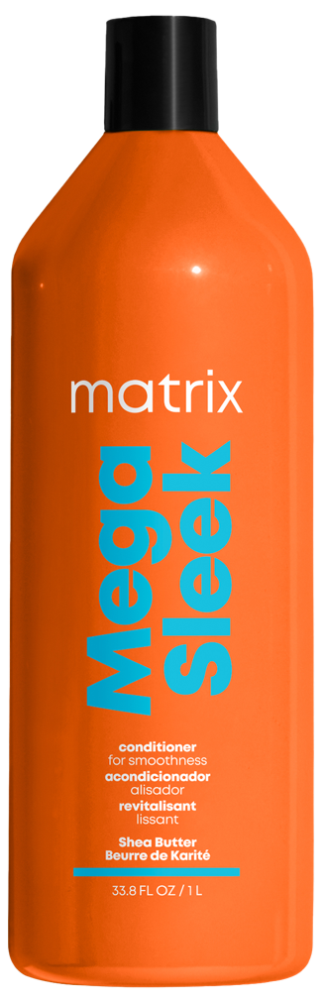 matrix
Mega
Sleek
conditioner
for smoothness
acondicionador
alisador
revitalisant
lissant
Shea Butter
Beurre de Karité
33.8 FL OZ / 1 L